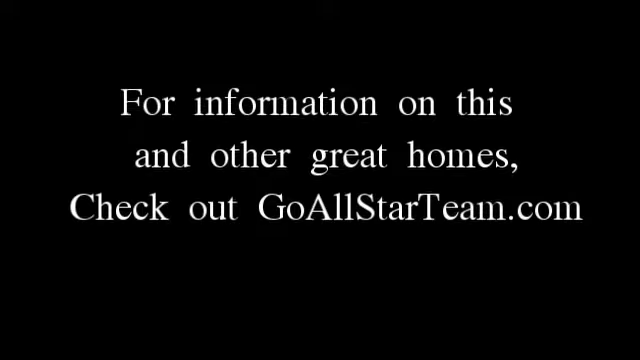 For information on this
and other great homes,
Check out GoAllStarTeam.com